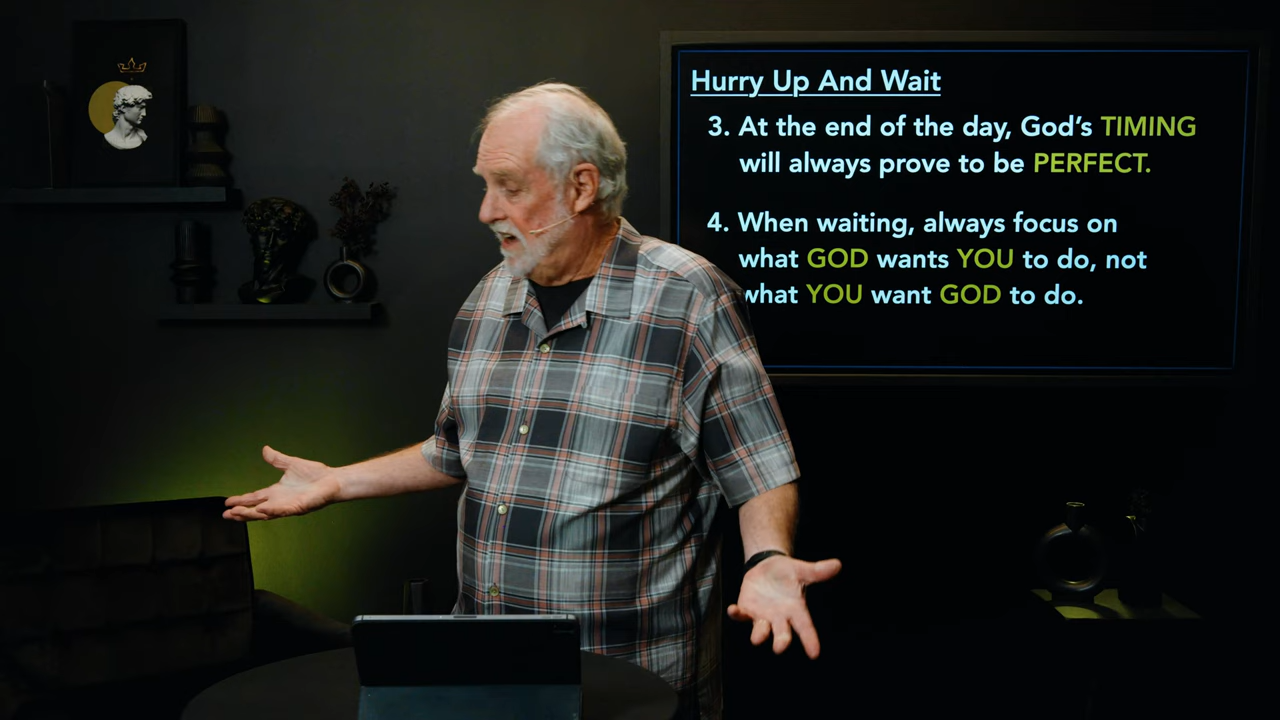 Hurry Up And Wait
3. At the end of the day, God's TIMING
will always prove to be PERFECT.
4. When waiting, always focus on
what GOD wants YOU to do, not
what YOU want GOD to do.